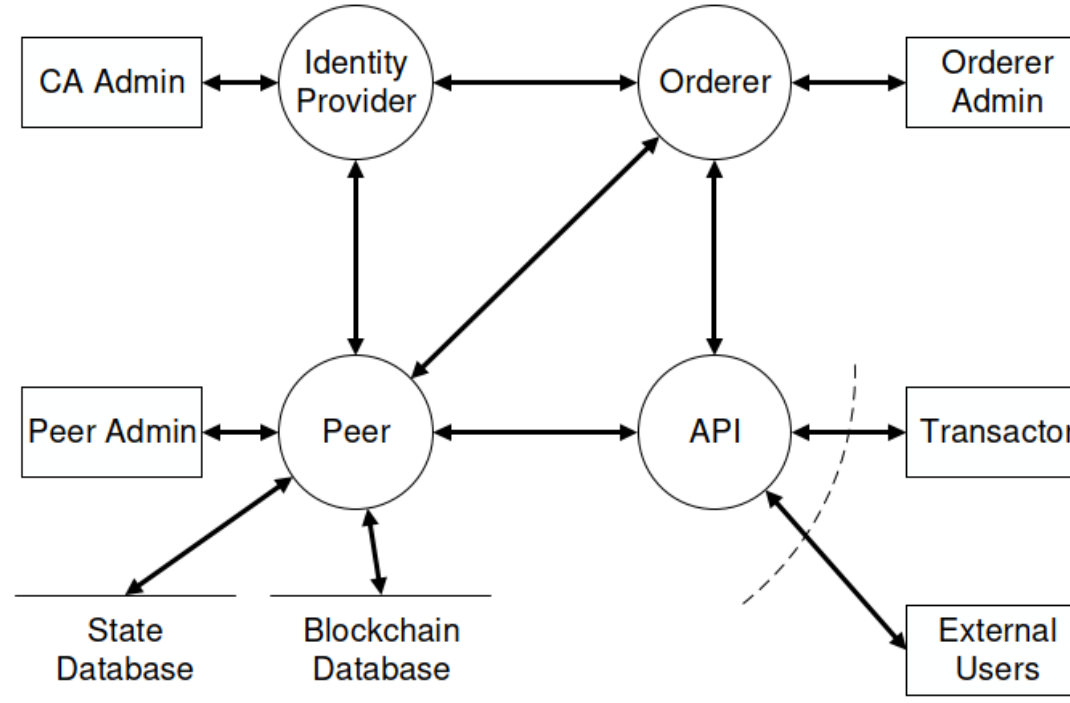 CA Admin
Identity
Provider
Orderer
Orderer
Admin
Peer Admin
Peer
API
Transactor
State
Database
Blockchain
Database
External
Users